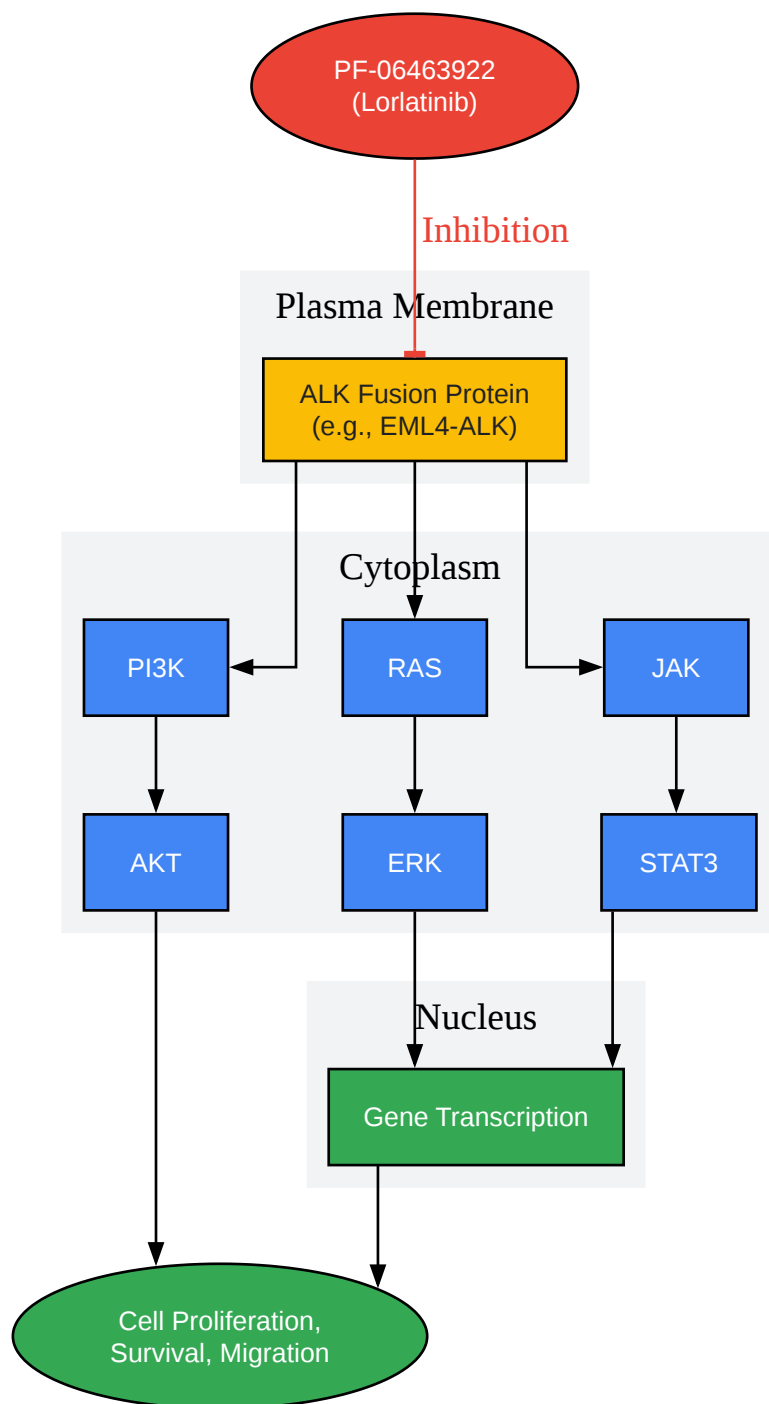 PF-06463922
(Lorlatinib)
Inhibition
Plasma Membrane
ALK Fusion Protein
(e.g., EML4-ALK)
Cytoplasm
PI3K
RAS
JAK
AKT
ERK
STAT3
Nucleus
Gene Transcription
Cell Proliferation,
Survival, Migration